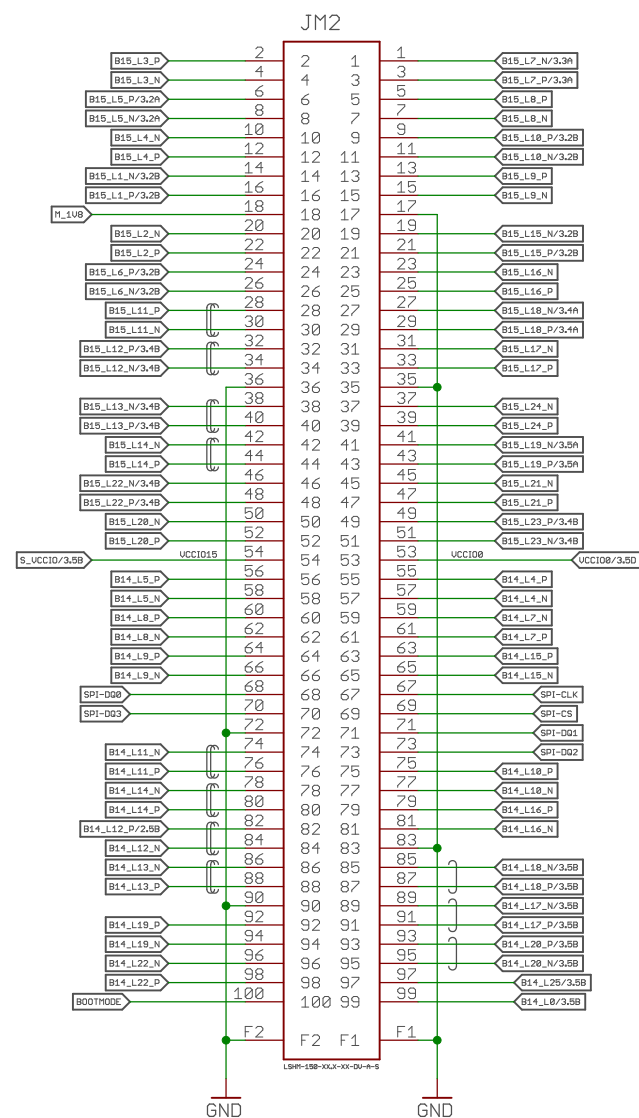 JM2
B15_L3_P 2 2 1 1 B15_L7_N/3.3A
B15_L3_N 4 4 3 3 B15_L7_P/3.3A
B15_L5_P/3.2A 6 6 5 5 B15_L8_P
B15_L5_N/3.2A 8 8 7 7 B15_L8_N
B15_L4_N 10 10 9 9 B15_L10_P/3.2B
B15_L4_P 12 12 11 11 B15_L10_N/3.2B
B15_L1_N/3.2B 14 14 13 13 B15_L9_P
B15_L1_P/3.2B 16 16 15 15 B15_L9_N
M_1V8 18 18 17 17
B15_L2_N 20 20 19 19 B15_L15_N/3.2B
B15_L2_P 22 22 21 21 B15_L15_P/3.2B
B15_L6_P/3.2B 24 24 23 23 B15_L16_N
B15_L6_N/3.2B 26 26 25 25 B15_L16_P
B15_L11_P 28 28 27 27 B15_L18_N/3.4A
B15_L11_N 30 30 29 29 B15_L18_P/3.4A
B15_L12_P/3.4B 32 32 31 31 B15_L17_N
B15_L12_N/3.4B 34 34 33 33 B15_L17_P
36 36 35 35
B15_L13_N/3.4B 38 38 37 37 B15_L24_N
B15_L13_P/3.4B 40 40 39 39 B15_L24_P
B15_L14_N 42 42 41 41 B15_L19_N/3.5A
B15_L14_P 44 44 43 43 B15_L19_P/3.5A
B15_L22_N/3.4B 46 46 45 45 B15_L21_N
B15_L22_P/3.4B 48 48 47 47 B15_L21_P
B15_L20_N 50 50 49 49 B15_L23_P/3.4B
B15_L20_P 52 52 51 51 B15_L23_N/3.4B
S_VCCIO/3.5B VCCIO15 54 54 53 53 VCCIO0 VCCIO0/3.5D
B14_L5_P 56 56 55 55 B14_L4_P
B14_L5_N 58 58 57 57 B14_L4_N
B14_L8_P 60 60 59 59 B14_L7_N
B14_L8_N 62 62 61 61 B14_L7_P
B14_L9_P 64 64 63 63 B14_L15_P
B14_L9_N 66 66 65 65 B14_L15_N
SPI-DQ0 68 68 67 67 SPI-CLK
SPI-DQ3 70 70 69 69 SPI-CS
72 72 71 71 SPI-DQ1
B14_L11_N 74 74 73 73 SPI-DQ2
B14_L11_P 76 76 75 75 B14_L10_P
B14_L14_N 78 78 77 77 B14_L10_N
B14_L14_P 80 80 79 79 B14_L16_P
B14_L12_P/2.5B 82 82 81 81 B14_L16_N
B14_L12_N 84 84 83 83
B14_L13_N 86 86 85 85 B14_L18_N/3.5B
B14_L13_P 88 88 87 87 B14_L18_P/3.5B
90 90 89 89 B14_L17_N/3.5B
B14_L19_P 92 92 91 91 B14_L17_P/3.5B
B14_L19_N 94 94 93 93 B14_L20_P/3.5B
B14_L22_N 96 96 95 95 B14_L20_N/3.5B
B14_L22_P 98 98 97 97 B14_L25/3.5B
BOOTMODE 100 100 99 99 B14_L0/3.5B
F2 F2 F1 F1
LSHM-150-XX.X-XX-DV-A-S
GND GND